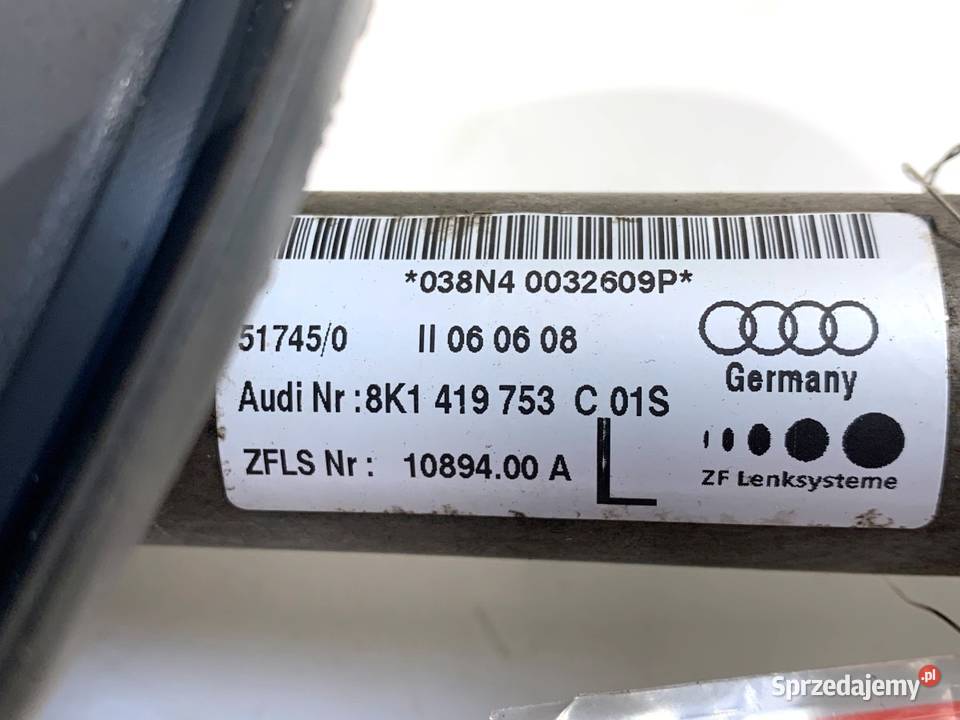 *038N4 0032609P*
51745/0 II 06 06 08
Germany
Audi Nr :8K1 419 753 C 01S
ZFLS Nr : 10894.00 A L
ZF Lenksysteme
Sprzedajemy.pl